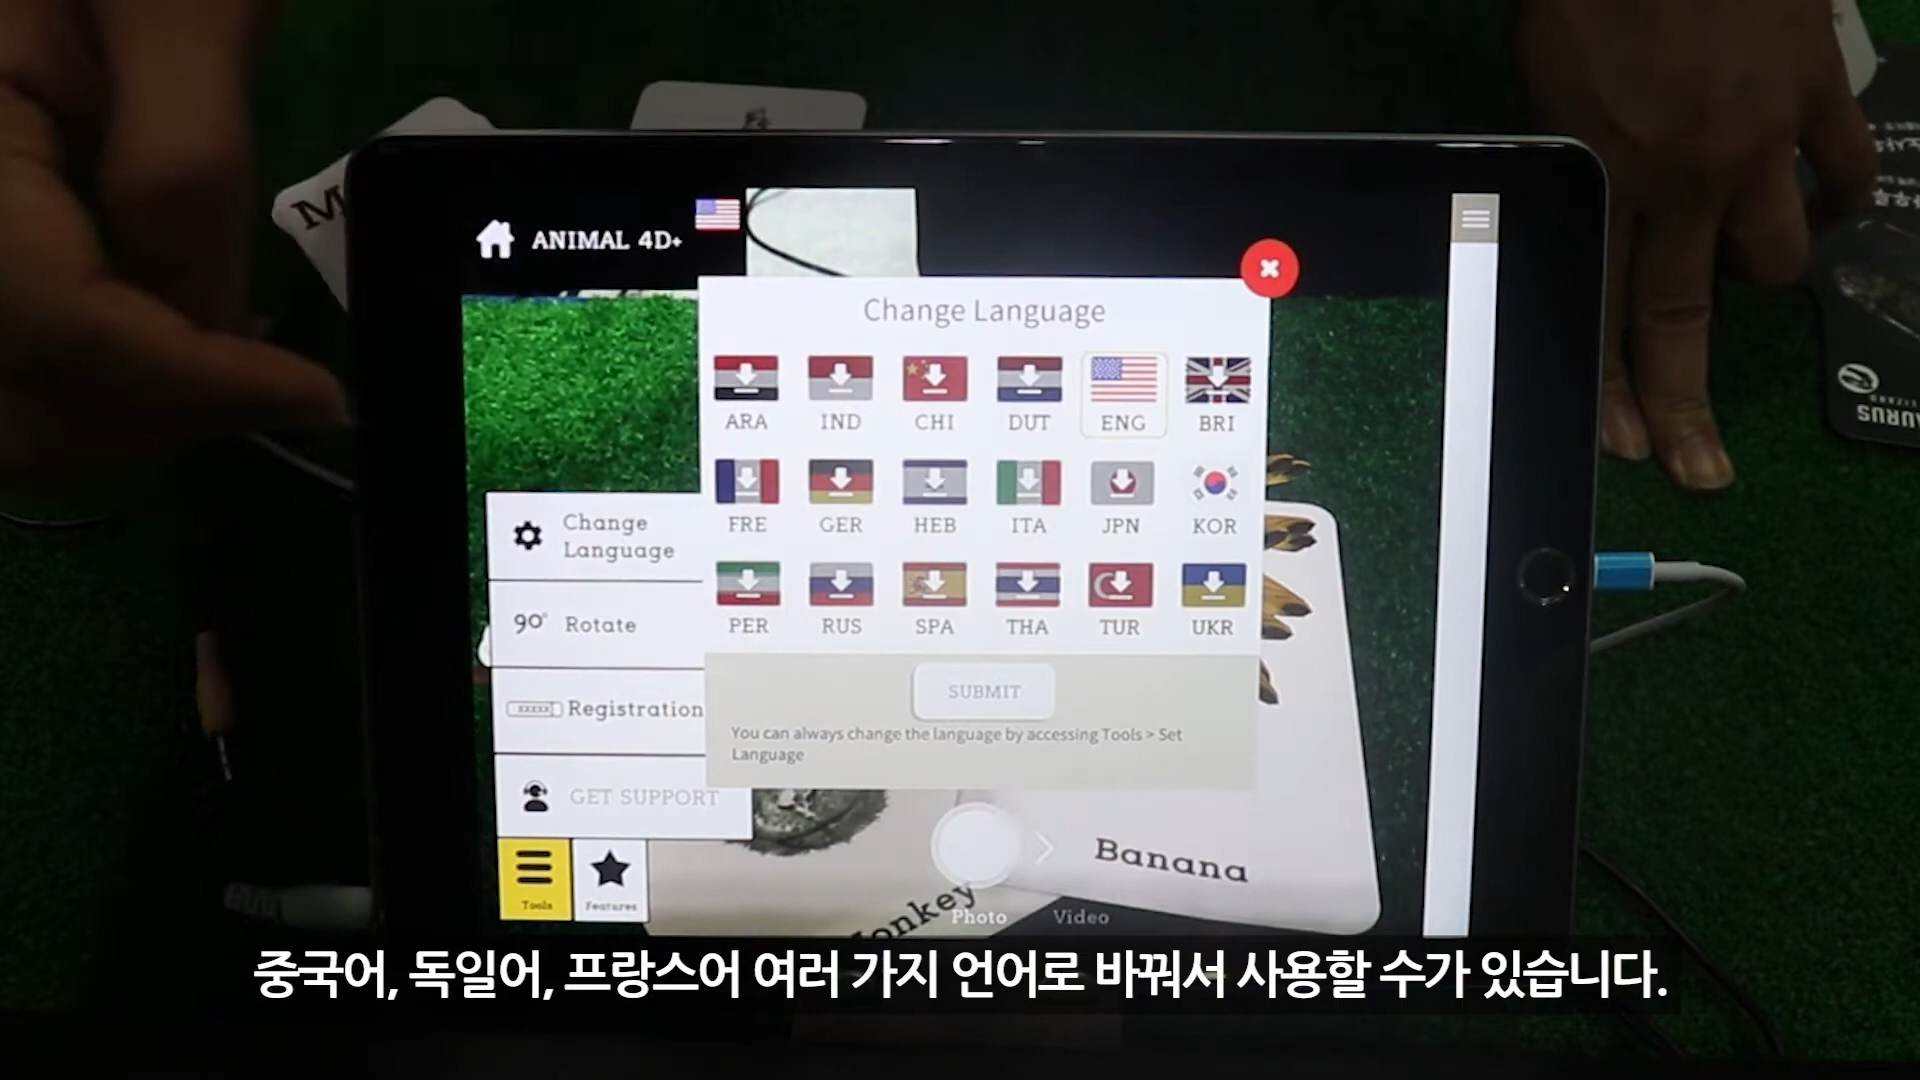 ANIMAL 4D+
Change Language
ARA IND CHI DUT ENG BRI
FRE GER HEB ITA JPN KOR
PER RUS SPA THA TUR UKR
SUBMIT
You can always change the language by accessing Tools > Set
Language
Change
Language
90° Rotate
xxxxx Registration
GET SUPPORT
Tools Features
Banana
onkey
Photo Video
M
중국어, 독일어, 프랑스어 여러 가지 언어로 바꿔서 사용할 수가 있습니다.